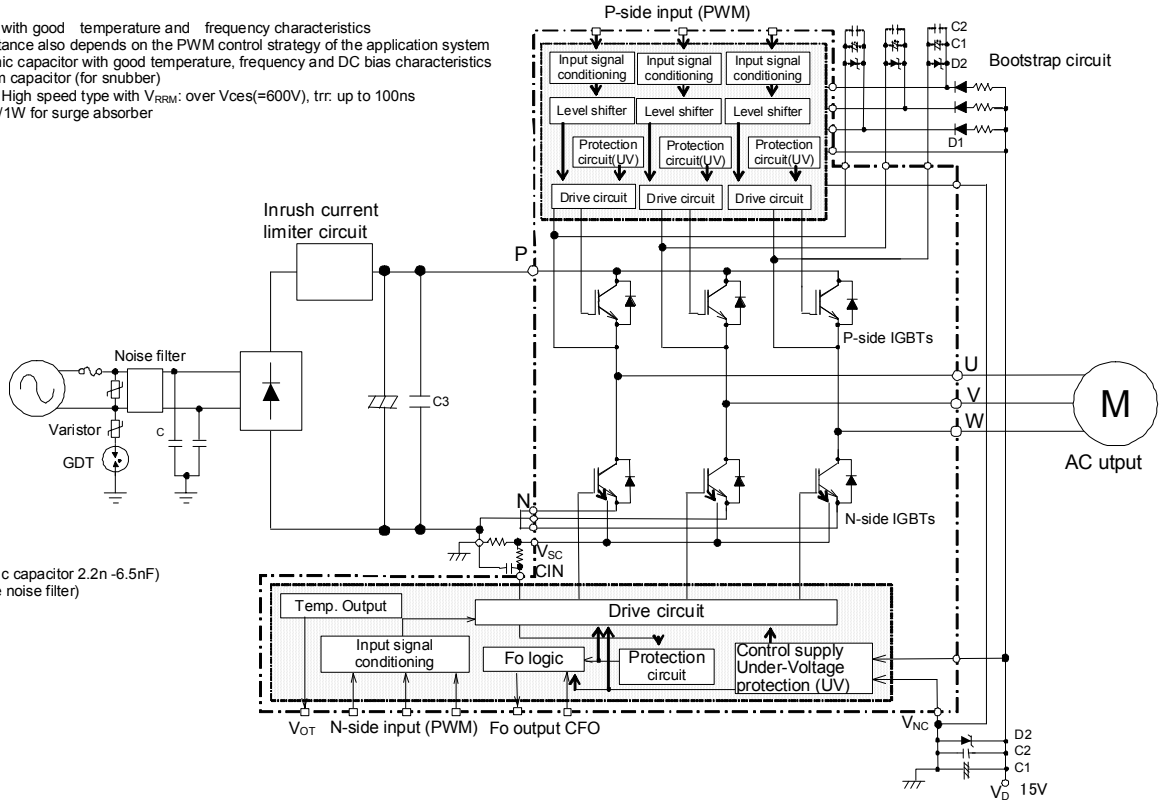 with good temperature and frequency characteristics
tance also depends on the PWM control strategy of the application system
nic capacitor with good temperature, frequency and DC bias characteristics
m capacitor (for snubber)
High speed type with VRRM: over Vces(=600V), trr: up to 100ns
/1W for surge absorber
P-side input (PWM)
C2
C1
D2
Bootstrap circuit
Input signal conditioning
Input signal conditioning
Input signal conditioning
Level shifter
Level shifter
Level shifter
D1
Protection circuit(UV)
Protection circuit(UV)
Protection circuit(UV)
Drive circuit
Drive circuit
Drive circuit
Inrush current
limiter circuit
P
P-side IGBTs
Noise filter
U
V
W
M
C3
Varistor
C
GDT
AC utput
N
N-side IGBTs
VSC
CIN
ic capacitor 2.2n -6.5nF)
e noise filter)
Temp. Output
Drive circuit
Input signal
conditioning
Fo logic
Protection
circuit
Control supply
Under-Voltage
protection (UV)
VOT
N-side input (PWM)
Fo output
CFO
VNC
D2
C2
C1
VD
15V